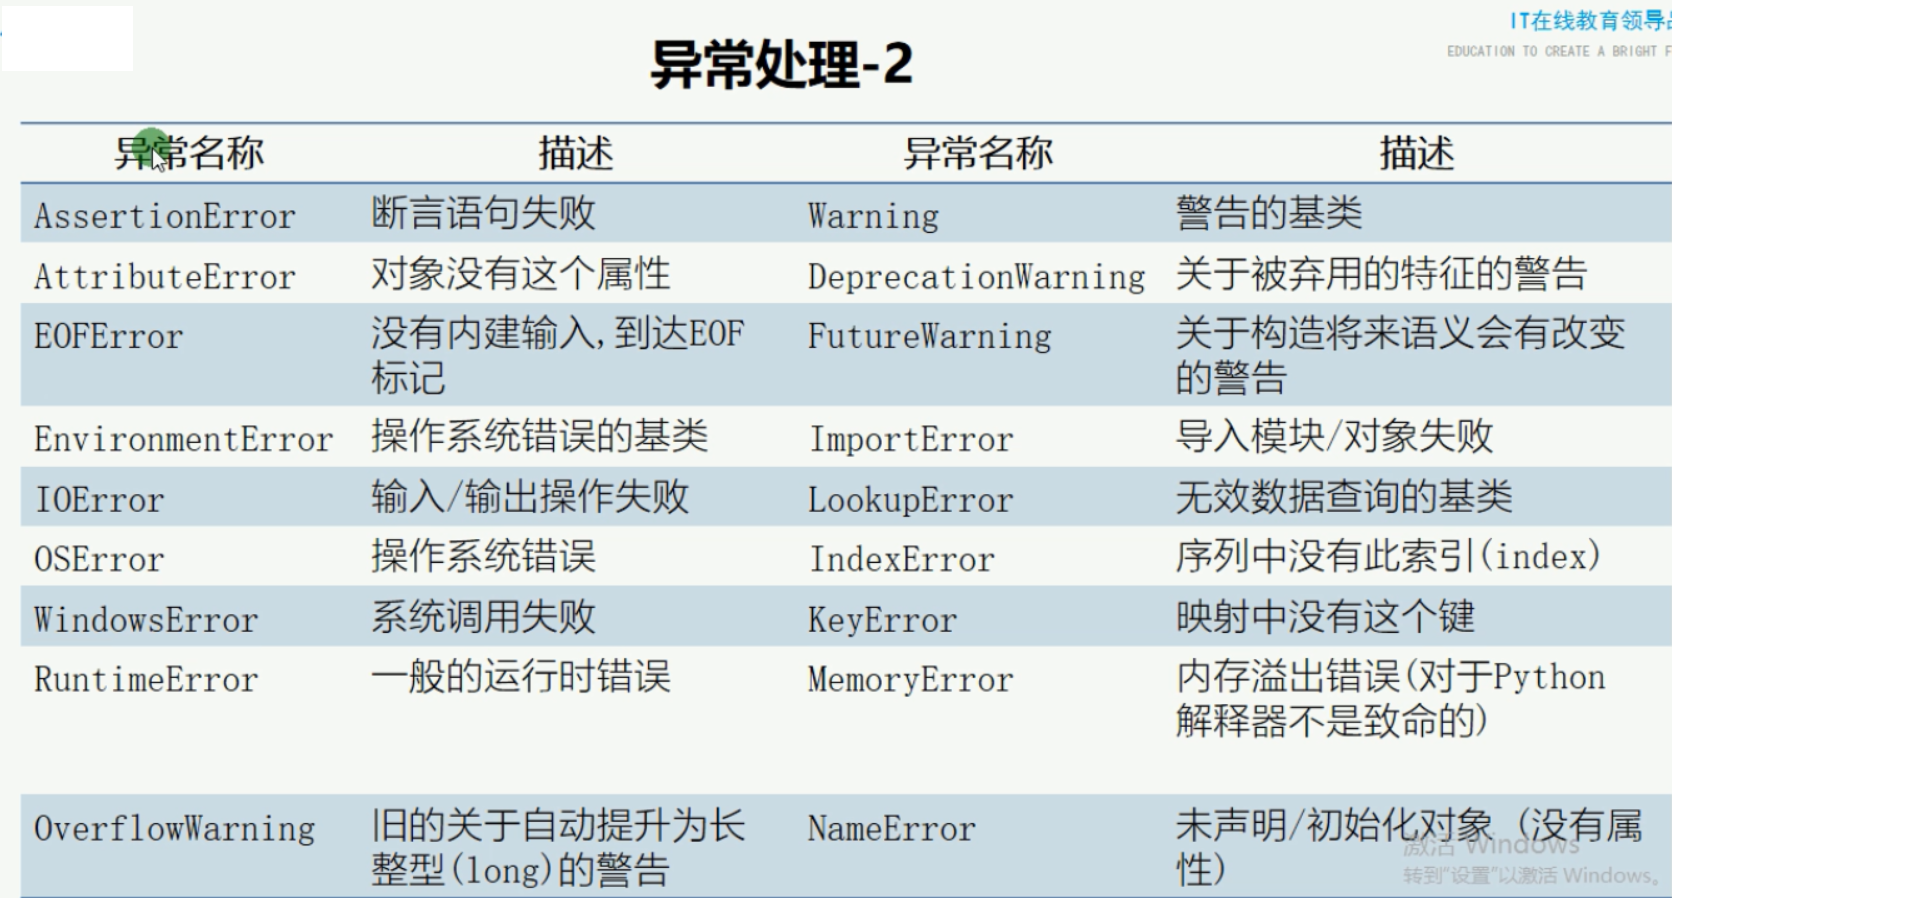 IT在线教育领导
EDUCATION TO CREATE A BRIGHT F
异常处理-2
异常名称 描述 异常名称 描述
AssertionError 断言语句失败 Warning 警告的基类
AttributeError 对象没有这个属性 DeprecationWarning 关于被弃用的特征的警告
EOFError 没有内建输入,到达EOF FutureWarning 关于构造将来语义会有改变
标记 的警告
EnvironmentError 操作系统错误的基类 ImportError 导入模块/对象失败
IOError 输入/输出操作失败 LookupError 无效数据查询的基类
OSError 操作系统错误 IndexError 序列中没有此索引(index)
WindowsError 系统调用失败 KeyError 映射中没有这个键
RuntimeError 一般的运行时错误 MemoryError 内存溢出错误(对于Python
解释器不是致命的)
OverflowWarning 旧的关于自动提升为长 NameError 未声明/初始化对象 (没有属
整型(long)的警告 性)
激活 Windows
转到“设置”以激活 Windows。